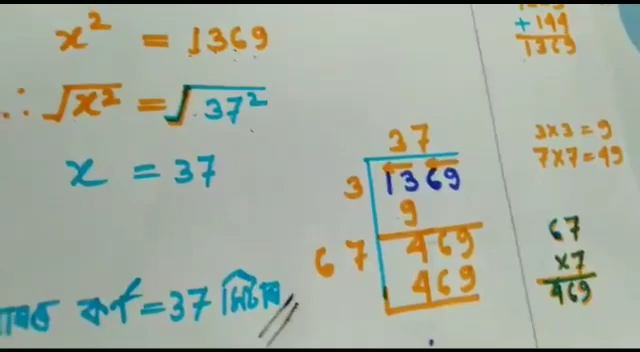 x² = 1369
∴ √x² = √37²
x = 37
কর্ণ = 37 মিটার
37
3 1369
9
67 469
469
+ 144
1369
3×3 = 9
7×7 = 49
67
×7
469